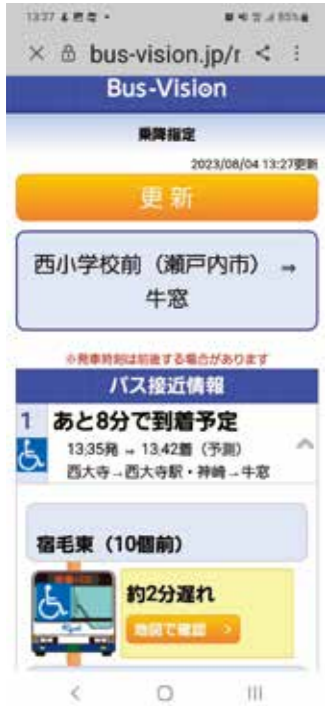 13:27
bus-vision.jp/r
Bus-Vision
乗降指定
2023/08/04 13:27更新
更新
西小学校前（瀬戸内市） →
牛窓
※発車時刻は前後する場合があります
バス接近情報
1 あと8分で到着予定
13:35発 → 13:42着（予測）
西大寺→西大寺駅・神崎→牛窓
宿毛東（10個前）
約2分遅れ
地図で確認